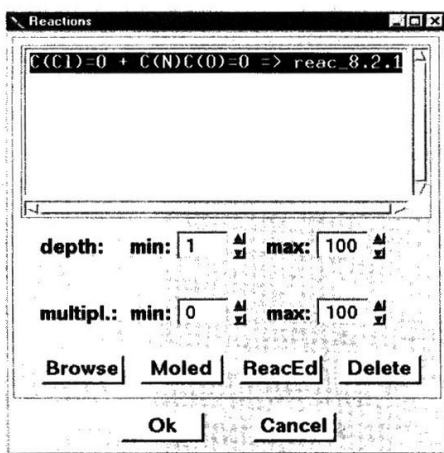 Reactions
C(Cl)=O + C(N)C(O)=O => reac_8.2.1
depth: min: 1 max: 100
multipl.: min: 0 max: 100
Browse Moled ReacEd Delete
Ok Cancel